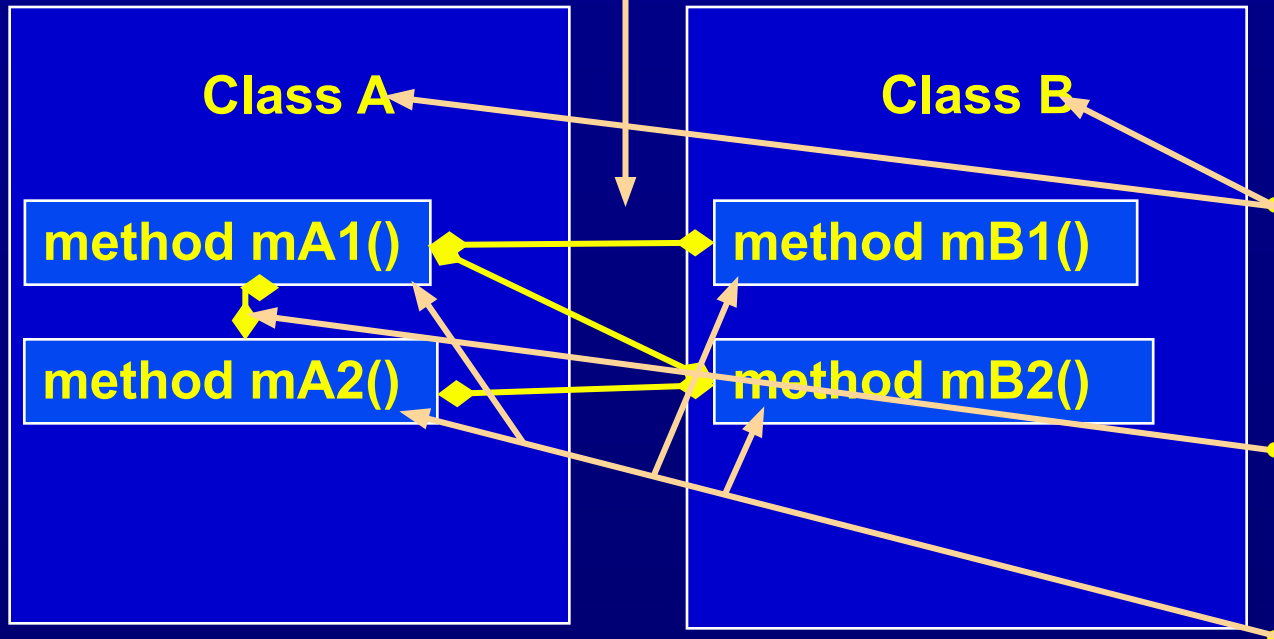 Class A
Class B
method mA1()
method mB1()
method mA2()
method mB2()